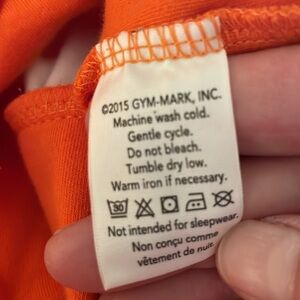 ©2015 GYM-MARK, INC.
Machine wash cold.
Gentle cycle.
Do not bleach.
Tumble dry low.
Warm iron if necessary.
30
Not intended for sleepwear.
Non conçu comme
vêtement de nuit.